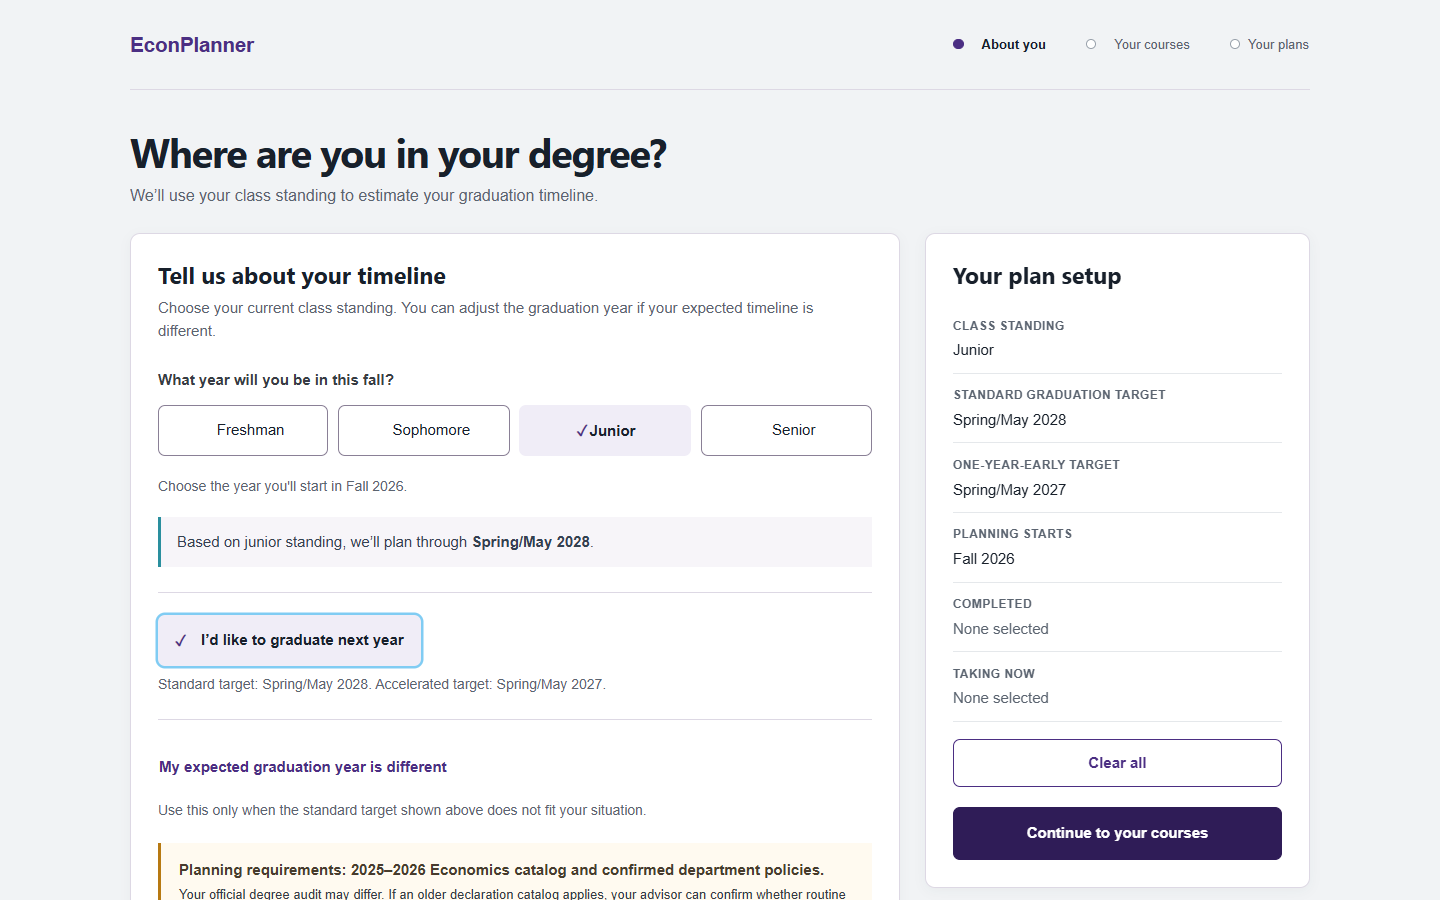 EconPlanner
About you
Your courses
Your plans
Where are you in your degree?
We’ll use your class standing to estimate your graduation timeline.
Tell us about your timeline
Choose your current class standing. You can adjust the graduation year if your expected timeline is
different.
What year will you be in this fall?
Freshman
Sophomore
✓Junior
Senior
Choose the year you'll start in Fall 2026.
Based on junior standing, we’ll plan through Spring/May 2028.
✓ I’d like to graduate next year
Standard target: Spring/May 2028. Accelerated target: Spring/May 2027.
My expected graduation year is different
Use this only when the standard target shown above does not fit your situation.
Planning requirements: 2025–2026 Economics catalog and confirmed department policies.
Your official degree audit may differ. If an older declaration catalog applies, your advisor can confirm whether routine
Your plan setup
CLASS STANDING
Junior
STANDARD GRADUATION TARGET
Spring/May 2028
ONE-YEAR-EARLY TARGET
Spring/May 2027
PLANNING STARTS
Fall 2026
COMPLETED
None selected
TAKING NOW
None selected
Clear all
Continue to your courses